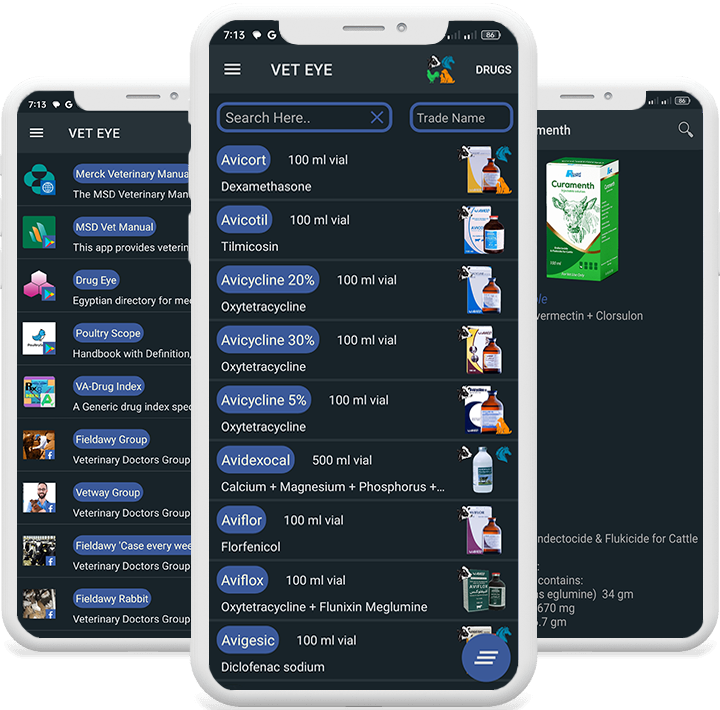 7:13 G
VET EYE
Merck Veterinary Manua
The MSD Veterinary Man
MSD Vet Manual
This app provides veterin
Drug Eye
Egyptian directory for me
Poultry Scope
Handbook with Definition,
VA-Drug Index
A Generic drug index spec
Fieldawy Group
Veterinary Doctors Group
Vetway Group
Veterinary Doctors Group
Fieldawy 'Case every wee
Veterinary Doctors Group
Fieldawy Rabbit
Veterinary Doctors Group
7:13 G 86
VET EYE DRUGS
Search Here.. Trade Name
Avicort 100 ml vial
Dexamethasone
Avicotil 100 ml vial
Tilmicosin
Avicycline 20% 100 ml vial
Oxytetracycline
Avicycline 30% 100 ml vial
Oxytetracycline
Avicycline 5% 100 ml vial
Oxytetracycline
Avidexocal 500 ml vial
Calcium + Magnesium + Phosphorus +...
Aviflor 100 ml vial
Florfenicol
Aviflox 100 ml vial
Oxytetracycline + Flunixin Meglumine
Avigesic 100 ml vial
Diclofenac sodium
86
menth
Curamenth
100 ml
le
vermectin + Clorsulon
ndectocide & Flukicide for Cattle
:
contains:
as eglumine) 34 gm
670 mg
6.7 gm